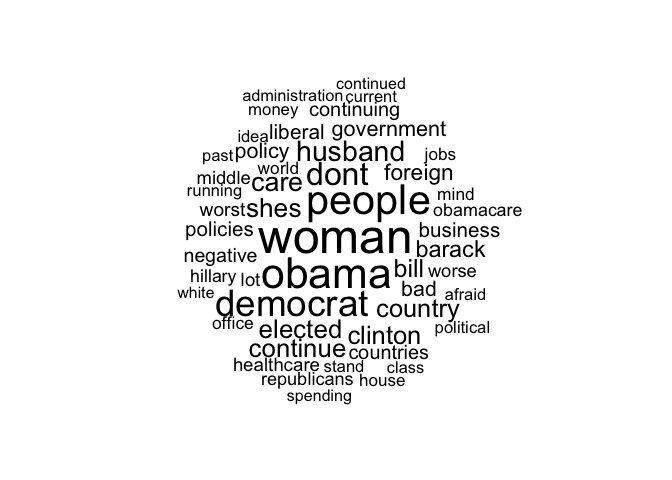 continued
administration current
money continuing
idea liberal government
past policy husband jobs
world
middle care dont foreign
running
worst shes people mind
obamacare
policies woman business
negative barack
hillary lot obama bill worse
white democrat bad afraid
country
office elected clinton political
continue countries
healthcare stand class
republicans house
spending